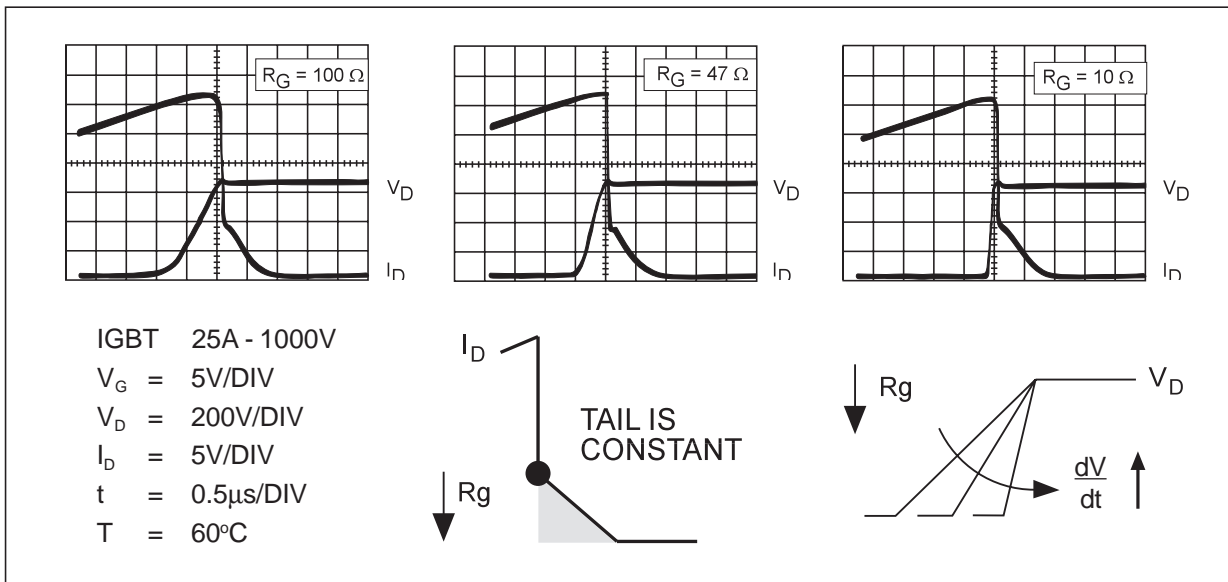 R_G = 100 Ω
V_D
I_D
R_G = 47 Ω
V_D
I_D
R_G = 10 Ω
V_D
I_D
IGBT 25A - 1000V
V_G = 5V/DIV
V_D = 200V/DIV
I_D = 5V/DIV
t = 0.5µs/DIV
T = 60°C
I_D
TAIL IS
CONSTANT
Rg
Rg
V_D
dV
dt